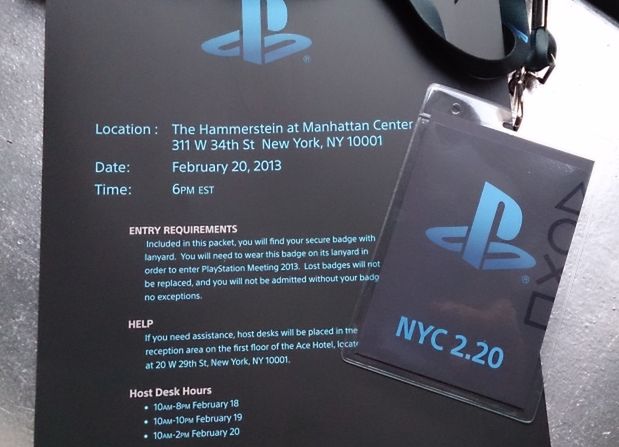 Location : The Hammerstein at Manhattan Center
311 W 34th St New York, NY 10001
Date: February 20, 2013
Time: 6PM EST
ENTRY REQUIREMENTS
Included in this packet, you will find your secure badge with
lanyard. You will need to wear this badge on its lanyard in
order to enter PlayStation Meeting 2013. Lost badges will not
be replaced, and you will not be admitted without your badg
no exceptions.
HELP
If you need assistance, host desks will be placed in the
reception area on the first floor of the Ace Hotel, locate
at 20 W 29th St, New York, NY 10001.
Host Desk Hours
• 10AM-8PM February 18
• 10AM-10PM February 19
• 10AM-2PM February 20
®
®
NYC 2.20